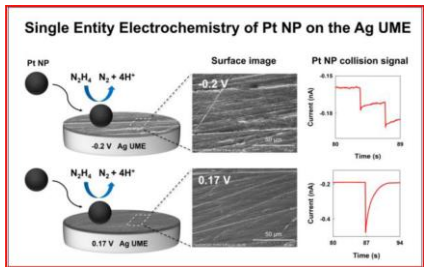 Single Entity Electrochemistry of Pt NP on the Ag UME
Pt NP
Surface image
Pt NP collision signal
N₂H₄ N₂ + 4H⁺
-0.2 V Ag UME
-0.2 V
50 μm
Current (nA)
-0.16
-0.18
80 89
Time (s)
Pt NP
N₂H₄ N₂ + 4H⁺
0.17 V Ag UME
0.17 V
50 μm
Current (nA)
-0.2
-0.4
80 87 94
Time (s)